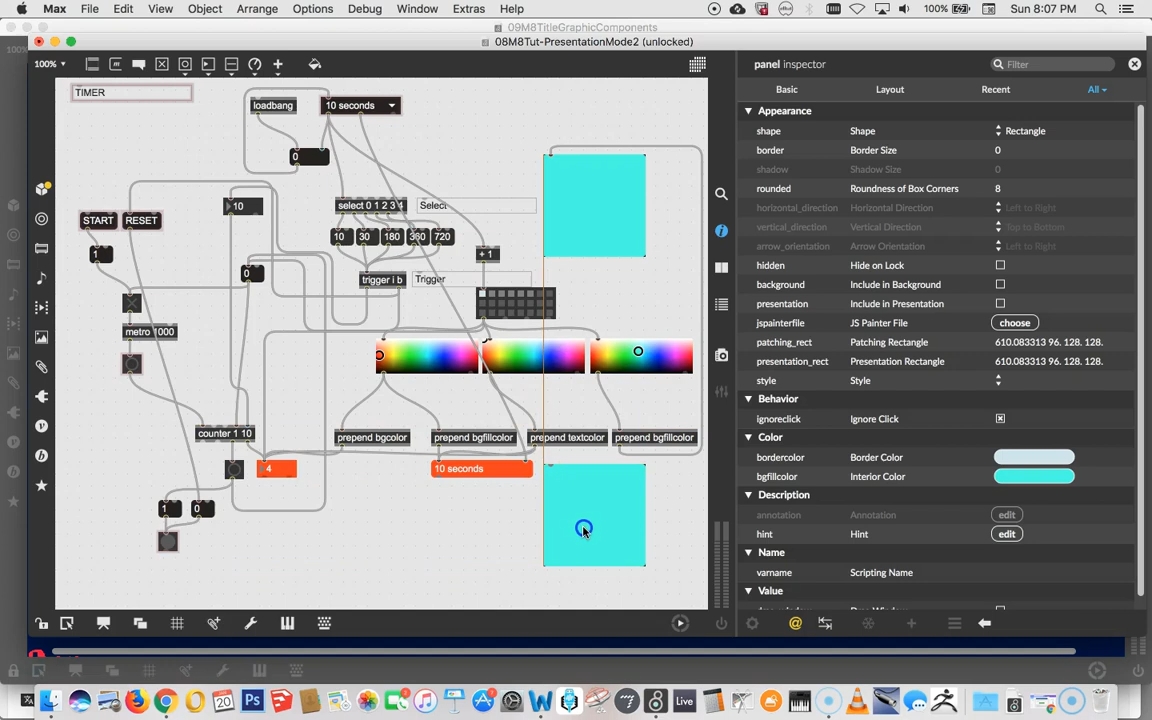 Max File Edit View Object Arrange Options Debug Window Extras Help 100% Sun 8:07 PM
09M8TitleGraphicComponents
08M8Tut-PresentationMode2 (unlocked)
100%
TIMER
loadbang
10 seconds
0
select 0 1 2 3 4
Select
START
RESET
10
10
30
180
360
720
+ 1
1
0
trigger i b
Trigger
metro 1000
counter 1 10
prepend bgcolor
prepend bgfillcolor
prepend textcolor
prepend bgfillcolor
4
10 seconds
1
0
panel inspector
Filter
Basic
Layout
Recent
All
Appearance
shape Shape Rectangle
border Border Size 0
shadow Shadow Size 0
rounded Roundness of Box Corners 8
horizontal_direction Horizontal Direction Left to Right
vertical_direction Vertical Direction Top to Bottom
arrow_orientation Arrow Orientation Left to Right
hidden Hide on Lock
background Include in Background
presentation Include in Presentation
jspainterfile JS Painter File choose
patching_rect Patching Rectangle 610.083313 96. 128. 128.
presentation_rect Presentation Rectangle 610.083313 96. 128. 128.
style Style
Behavior
ignoreclick Ignore Click
Color
bordercolor Border Color
bgfillcolor Interior Color
Description
annotation Annotation edit
hint Hint edit
Name
varname Scripting Name
Value
Live